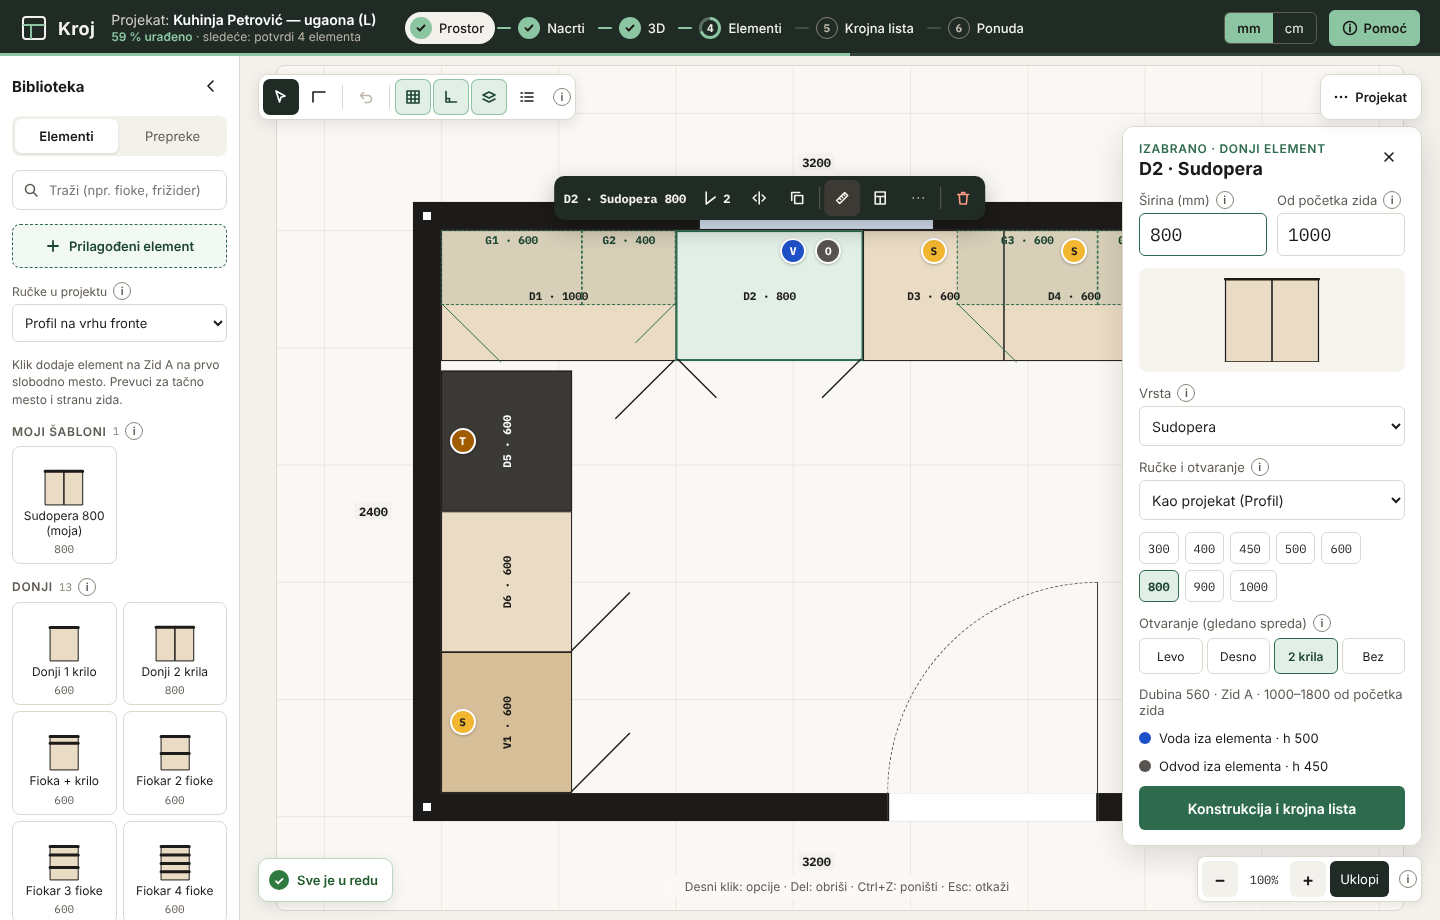 Kroj
Projekat: Kuhinja Petrović — ugaona (L)
59 % urađeno · sledeće: potvrdi 4 elementa
Prostor
Nacrti
3D
4 Elementi
5 Krojna lista
6 Ponuda
mm
cm
Pomoć
Biblioteka
Elementi
Prepreke
Traži (npr. fioke, frižider)
Prilagođeni element
Ručke u projektu
Profil na vrhu fronte
Klik dodaje element na Zid A na prvo
slobodno mesto. Prevuci za tačno
mesto i stranu zida.
MOJI ŠABLONI 1
Sudopera 800
(moja)
800
DONJI 13
Donji 1 krilo
600
Donji 2 krila
800
Fioka + krilo
600
Fiokar 2 fioke
600
Fiokar 3 fioke
600
Fiokar 4 fioke
600
··· Projekat
3200
D2 · Sudopera 800
2
G1 · 600
G2 · 400
V
O
S
G3 · 600
S
D1 · 1000
D2 · 800
D3 · 600
D4 · 600
T
D5 · 600
2400
D6 · 600
S
V1 · 600
3200
Sve je u redu
Desni klik: opcije · Del: obriši · Ctrl+Z: poništi · Esc: otkaži
IZABRANO · DONJI ELEMENT
D2 · Sudopera
Širina (mm)
Od početka zida
800
1000
Vrsta
Sudopera
Ručke i otvaranje
Kao projekat (Profil)
300
400
450
500
600
800
900
1000
Otvaranje (gledano spreda)
Levo
Desno
2 krila
Bez
Dubina 560 · Zid A · 1000–1800 od početka
zida
Voda iza elementa · h 500
Odvod iza elementa · h 450
Konstrukcija i krojna lista
−
100%
+
Uklopi